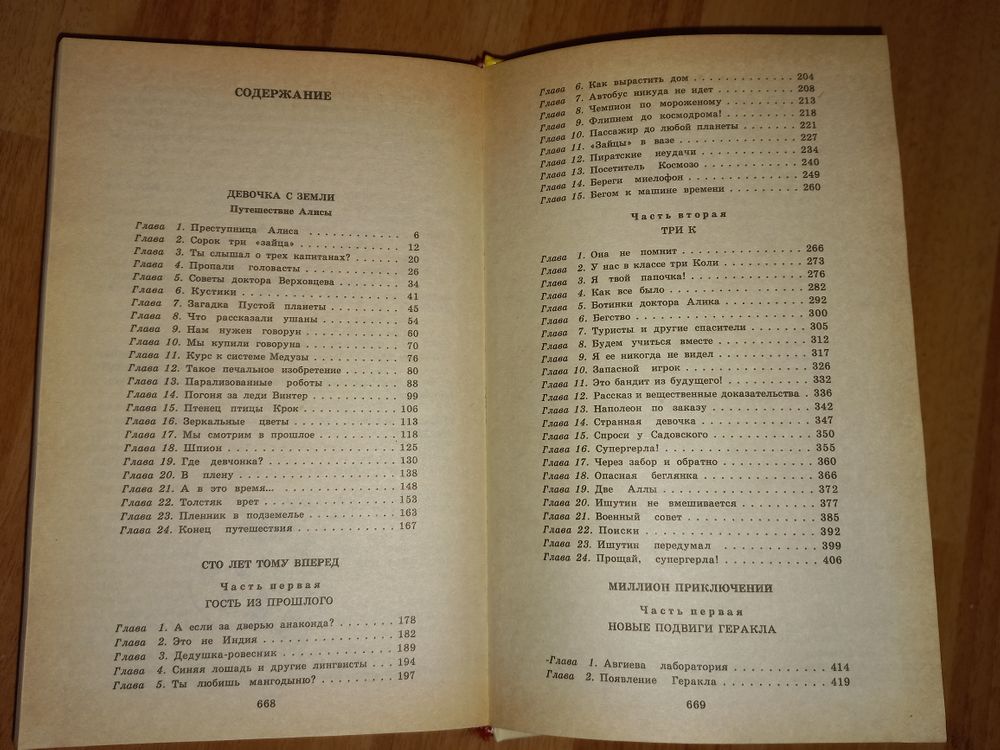 СОДЕРЖАНИЕ
ДЕВОЧКА С ЗЕМЛИ
Путешествие Алисы
Глава 1. Преступница Алиса . . . . . . . . . 6
Глава 2. Сорок три «зайца» . . . . . . . . . . 12
Глава 3. Ты слышал о трех капитанах? . . . . . 20
Глава 4. Пропали головасты . . . . . . . . . . 26
Глава 5. Советы доктора Верховцева . . . . . . 34
Глава 6. Кустики . . . . . . . . . . . . . . . 41
Глава 7. Загадка Пустой планеты . . . . . . . 45
Глава 8. Что рассказали ушаны . . . . . . . . 54
Глава 9. Нам нужен говорун . . . . . . . . . . 60
Глава 10. Мы купили говоруна . . . . . . . . . 70
Глава 11. Курс к системе Медузы . . . . . . . 76
Глава 12. Такое печальное изобретение . . . . 80
Глава 13. Парализованные роботы . . . . . . . 88
Глава 14. Погоня за леди Винтер . . . . . . . 99
Глава 15. Птенец птицы Крок . . . . . . . . . 106
Глава 16. Зеркальные цветы . . . . . . . . . . 113
Глава 17. Мы смотрим в прошлое . . . . . . . . 118
Глава 18. Шпион . . . . . . . . . . . . . . . 125
Глава 19. Где девчонка? . . . . . . . . . . . 130
Глава 20. В плену . . . . . . . . . . . . . . 138
Глава 21. А в это время... . . . . . . . . . . 148
Глава 22. Толстяк врет . . . . . . . . . . . . 153
Глава 23. Пленник в подземелье . . . . . . . . 163
Глава 24. Конец путешествия . . . . . . . . . 167
СТО ЛЕТ ТОМУ ВПЕРЕД
Часть первая
ГОСТЬ ИЗ ПРОШЛОГО
Глава 1. А если за дверью анаконда? . . . . . 178
Глава 2. Это не Индия . . . . . . . . . . . . 182
Глава 3. Дедушка-ровесник . . . . . . . . . . 189
Глава 4. Синяя лошадь и другие лингвисты . . . 194
Глава 5. Ты любишь мангодыню? . . . . . . . . 197
668
Глава 6. Как вырастить дом . . . . . . . . . . 204
Глава 7. Автобус никуда не идет . . . . . . . 208
Глава 8. Чемпион по мороженому . . . . . . . . 213
Глава 9. Флипнем до космодрома! . . . . . . . 218
Глава 10. Пассажир до любой планеты . . . . . 221
Глава 11. «Зайцы» в вазе . . . . . . . . . . . 227
Глава 12. Пиратские неудачи . . . . . . . . . 234
Глава 13. Посетитель Космозо . . . . . . . . . 240
Глава 14. Береги миелофон . . . . . . . . . . 249
Глава 15. Бегом к машине времени . . . . . . . 260
Часть вторая
ТРИ К
Глава 1. Она не помнит . . . . . . . . . . . . 266
Глава 2. У нас в классе три Коли . . . . . . . 273
Глава 3. Я твой папочка! . . . . . . . . . . . 276
Глава 4. Как все было . . . . . . . . . . . . 282
Глава 5. Ботинки доктора Алика . . . . . . . . 292
Глава 6. Бегство . . . . . . . . . . . . . . . 300
Глава 7. Туристы и другие спасители . . . . . 305
Глава 8. Будем учиться вместе . . . . . . . . 312
Глава 9. Я ее никогда не видел . . . . . . . . 317
Глава 10. Запасной игрок . . . . . . . . . . . 326
Глава 11. Это бандит из будущего! . . . . . . 332
Глава 12. Рассказ и вещественные доказательства . 336
Глава 13. Наполеон по заказу . . . . . . . . . 342
Глава 14. Странная девочка . . . . . . . . . . 347
Глава 15. Спроси у Садовского . . . . . . . . 350
Глава 16. Супергерла! . . . . . . . . . . . . 355
Глава 17. Через забор и обратно . . . . . . . 360
Глава 18. Опасная беглянка . . . . . . . . . . 366
Глава 19. Две Аллы . . . . . . . . . . . . . . 372
Глава 20. Ишутин не вмешивается . . . . . . . 377
Глава 21. Военный совет . . . . . . . . . . . 385
Глава 22. Поиски . . . . . . . . . . . . . . . 392
Глава 23. Ишутин передумал . . . . . . . . . . 399
Глава 24. Прощай, супергерла! . . . . . . . . 406
МИЛЛИОН ПРИКЛЮЧЕНИЙ
Часть первая
НОВЫЕ ПОДВИГИ ГЕРАКЛА
-Глава 1. Авгиева лаборатория . . . . . . . . . 414
Глава 2. Появление Геракла . . . . . . . . . . 419
669